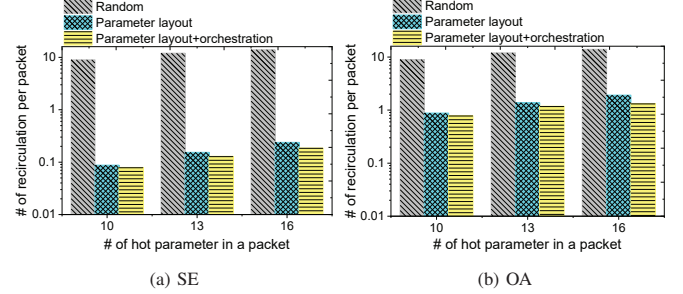 Random
Parameter layout
Parameter layout+orchestration
# of recirculation per packet
10
1
0.1
0.01
10 13 16
# of hot parameter in a packet
(a) SE
Random
Parameter layout
Parameter layout+orchestration
# of recirculation per packet
10
1
0.1
0.01
10 13 16
# of hot parameter in a packet
(b) OA